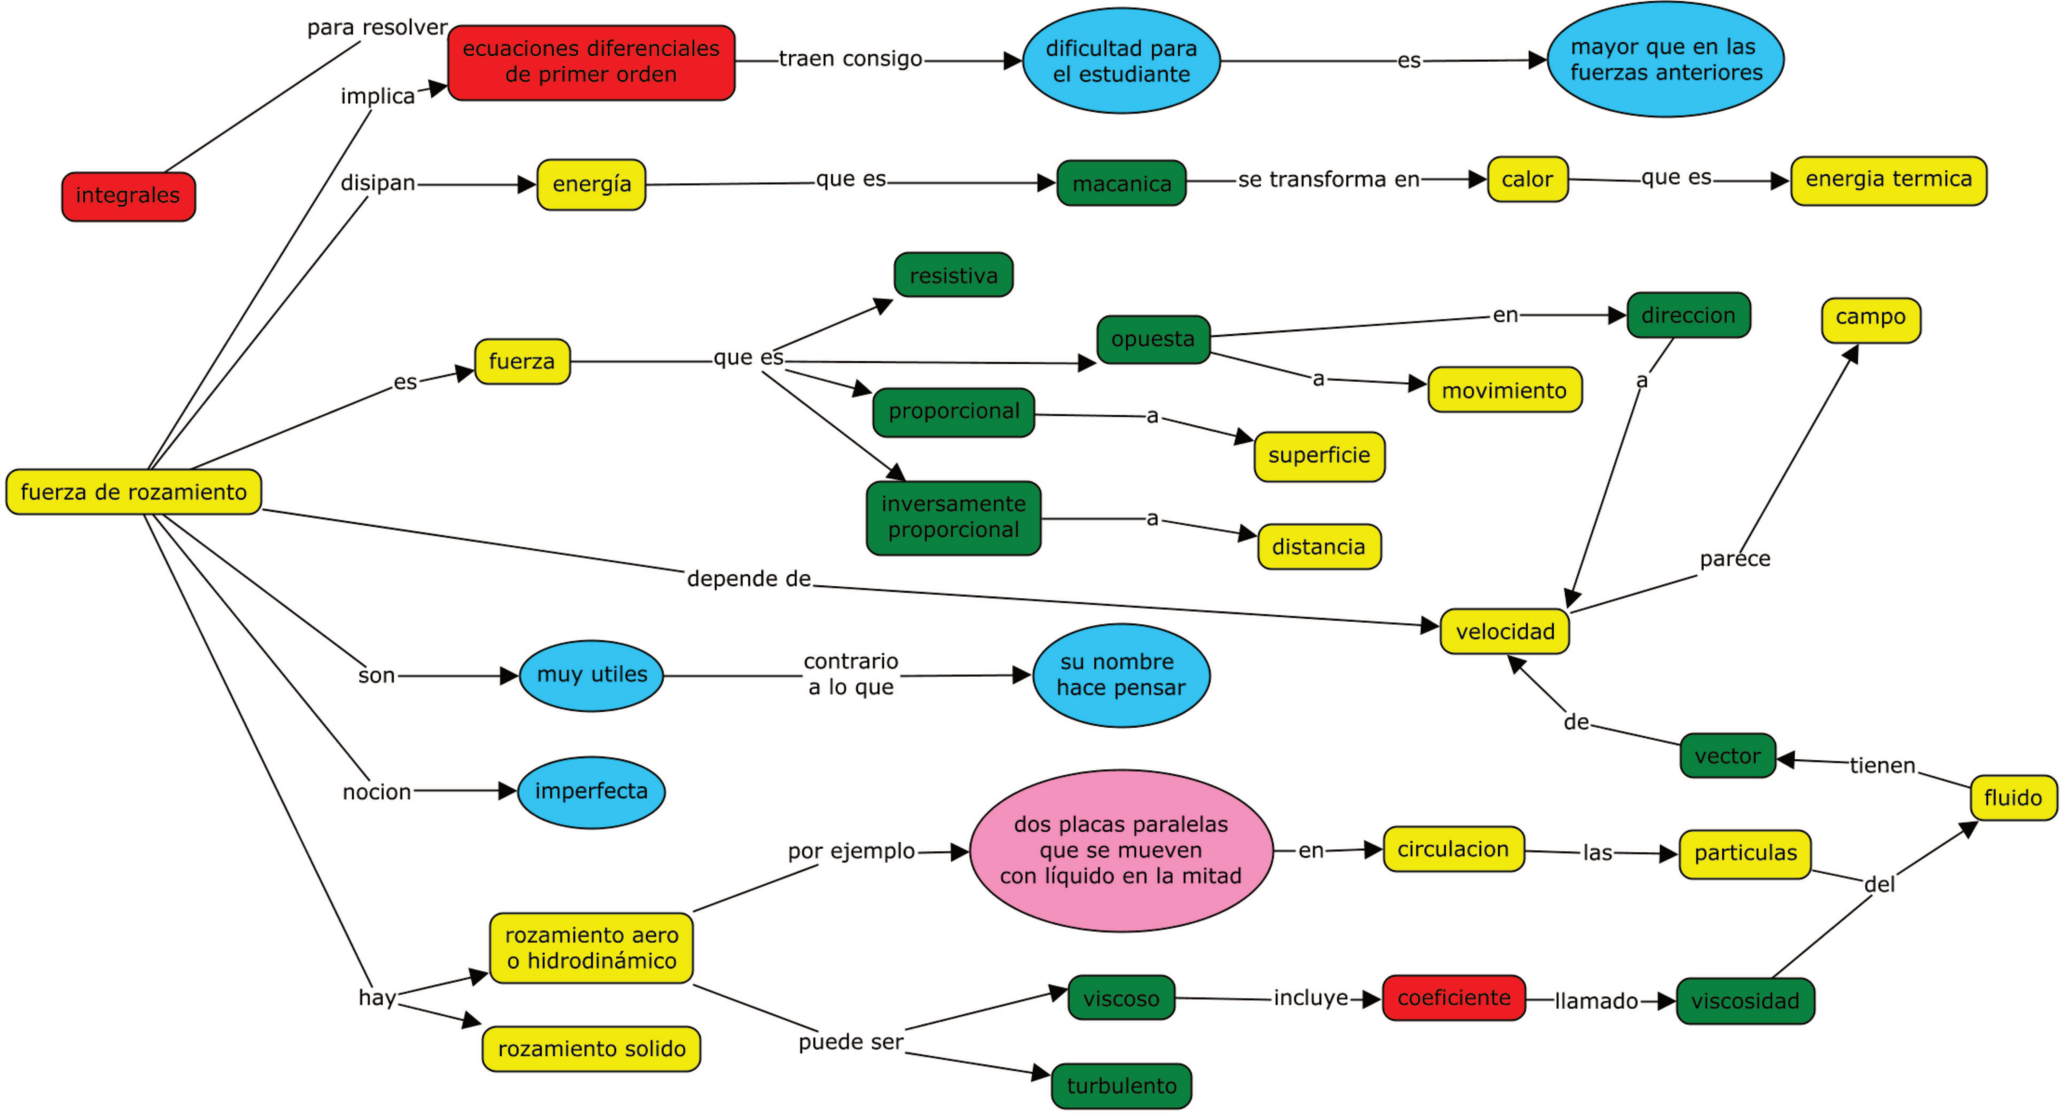 para resolver
ecuaciones diferenciales
de primer orden
traen consigo
dificultad para
el estudiante
es
mayor que en las
fuerzas anteriores
implica
integrales
disipan
energía
que es
macanica
se transforma en
calor
que es
energia termica
resistiva
fuerza
que es
opuesta
en
direccion
campo
es
a
movimiento
a
proporcional
a
superficie
fuerza de rozamiento
inversamente
proporcional
a
distancia
depende de
parece
velocidad
son
muy utiles
contrario
a lo que
su nombre
hace pensar
de
vector
tienen
fluido
nocion
imperfecta
por ejemplo
dos placas paralelas
que se mueven
con líquido en la mitad
en
circulacion
las
particulas
del
rozamiento aero
o hidrodinámico
hay
rozamiento solido
puede ser
viscoso
incluye
coeficiente
llamado
viscosidad
turbulento